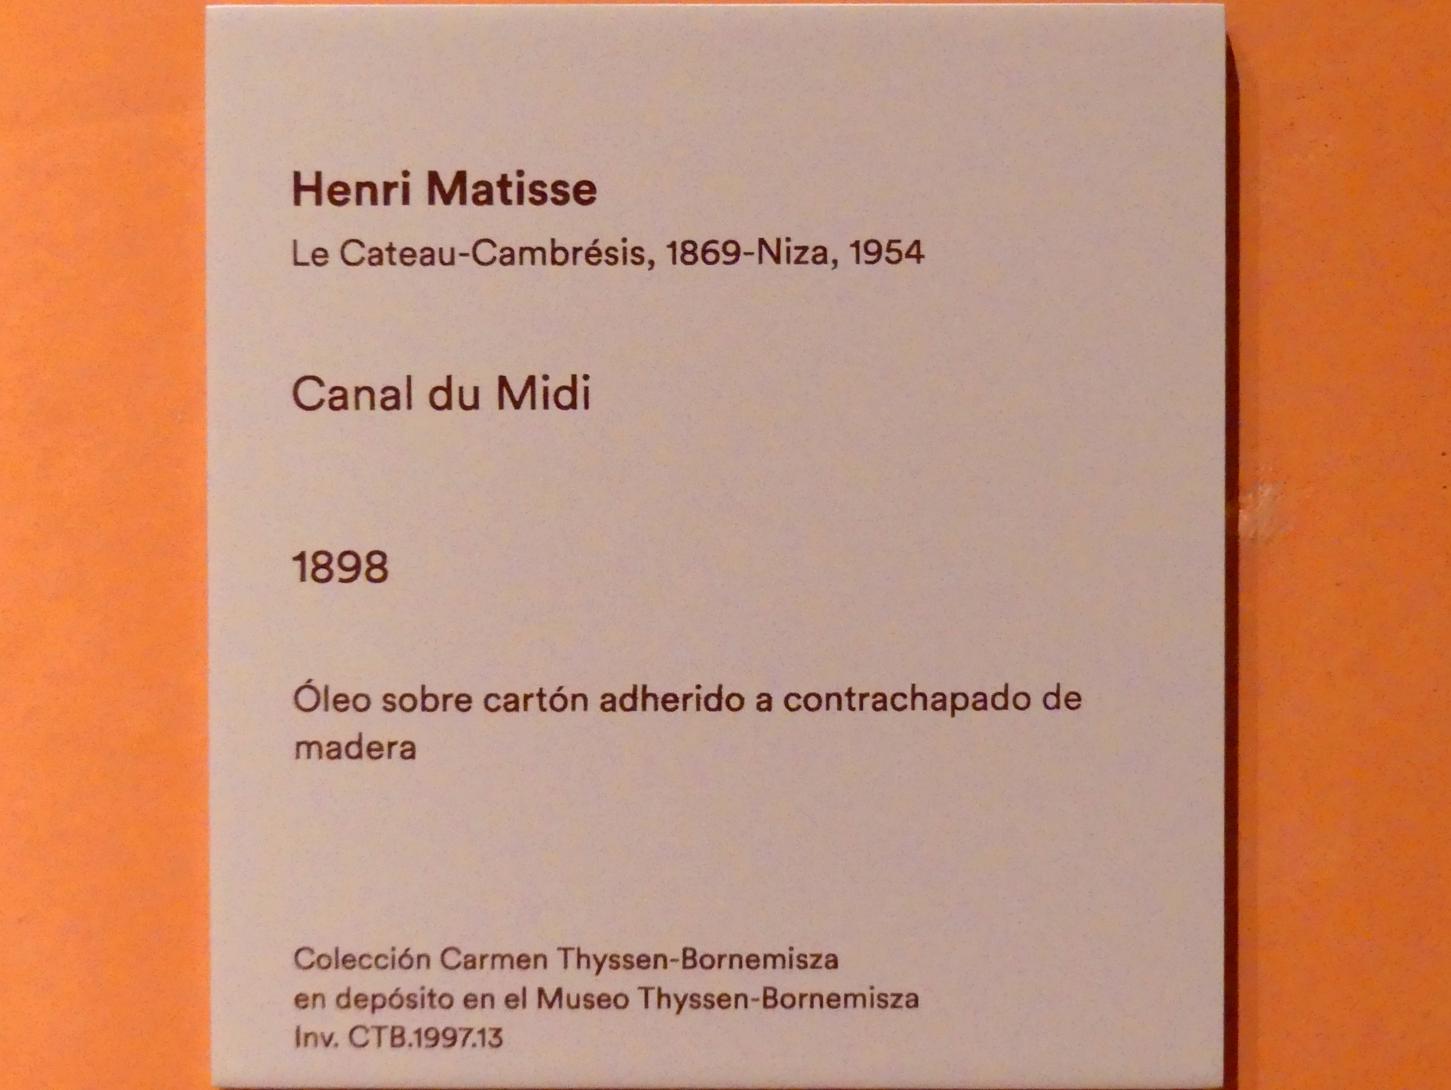 Henri Matisse
Le Cateau-Cambrésis, 1869-Niza, 1954
Canal du Midi
1898
Óleo sobre cartón adherido a contrachapado de
madera
Colección Carmen Thyssen-Bornemisza
en depósito en el Museo Thyssen-Bornemisza
Inv. CTB.1997.13